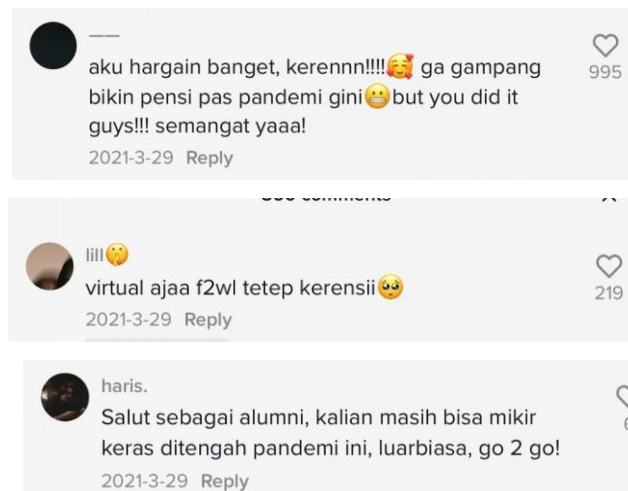 ——
aku hargain banget, kerennn!!!!🥰 ga gampang
bikin pensi pas pandemi gini😬but you did it
guys!!! semangat yaaa!
995
2021-3-29 Reply
comments
lill🤫
virtual ajaa f2wl tetep kerensii🥺
219
2021-3-29 Reply
haris.
Salut sebagai alumni, kalian masih bisa mikir
keras ditengah pandemi ini, luarbiasa, go 2 go!
2021-3-29 Reply